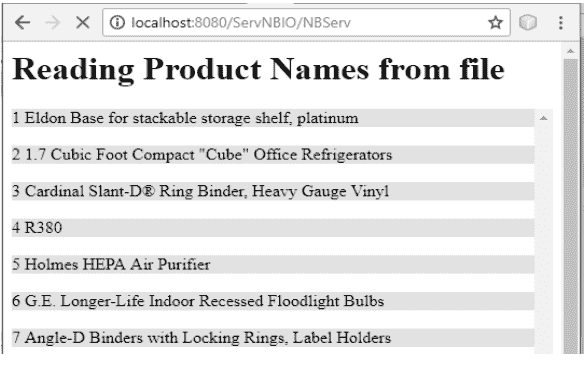 localhost:8080/ServNBIO/NBServ
Reading Product Names from file
1 Eldon Base for stackable storage shelf, platinum
2 1.7 Cubic Foot Compact "Cube" Office Refrigerators
3 Cardinal Slant-D® Ring Binder, Heavy Gauge Vinyl
4 R380
5 Holmes HEPA Air Purifier
6 G.E. Longer-Life Indoor Recessed Floodlight Bulbs
7 Angle-D Binders with Locking Rings, Label Holders